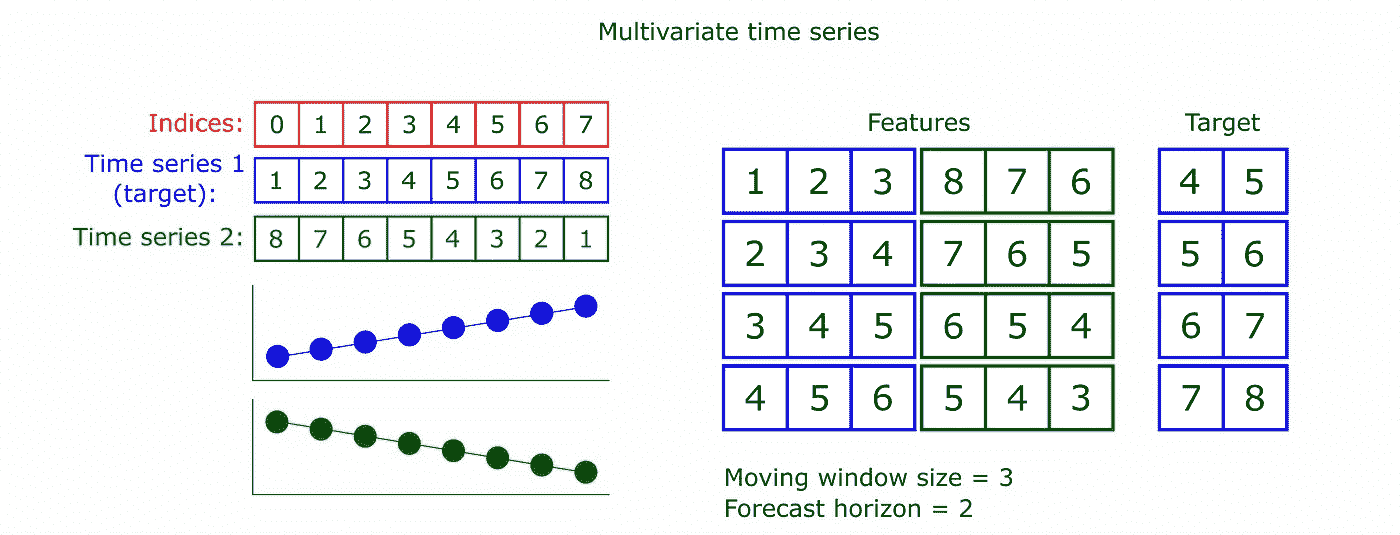 Multivariate time series
Indices: 0 1 2 3 4 5 6 7
Time series 1
(target): 1 2 3 4 5 6 7 8
Time series 2: 8 7 6 5 4 3 2 1
Features Target
1 2 3 8 7 6 4 5
2 3 4 7 6 5 5 6
3 4 5 6 5 4 6 7
4 5 6 5 4 3 7 8
Moving window size = 3
Forecast horizon = 2